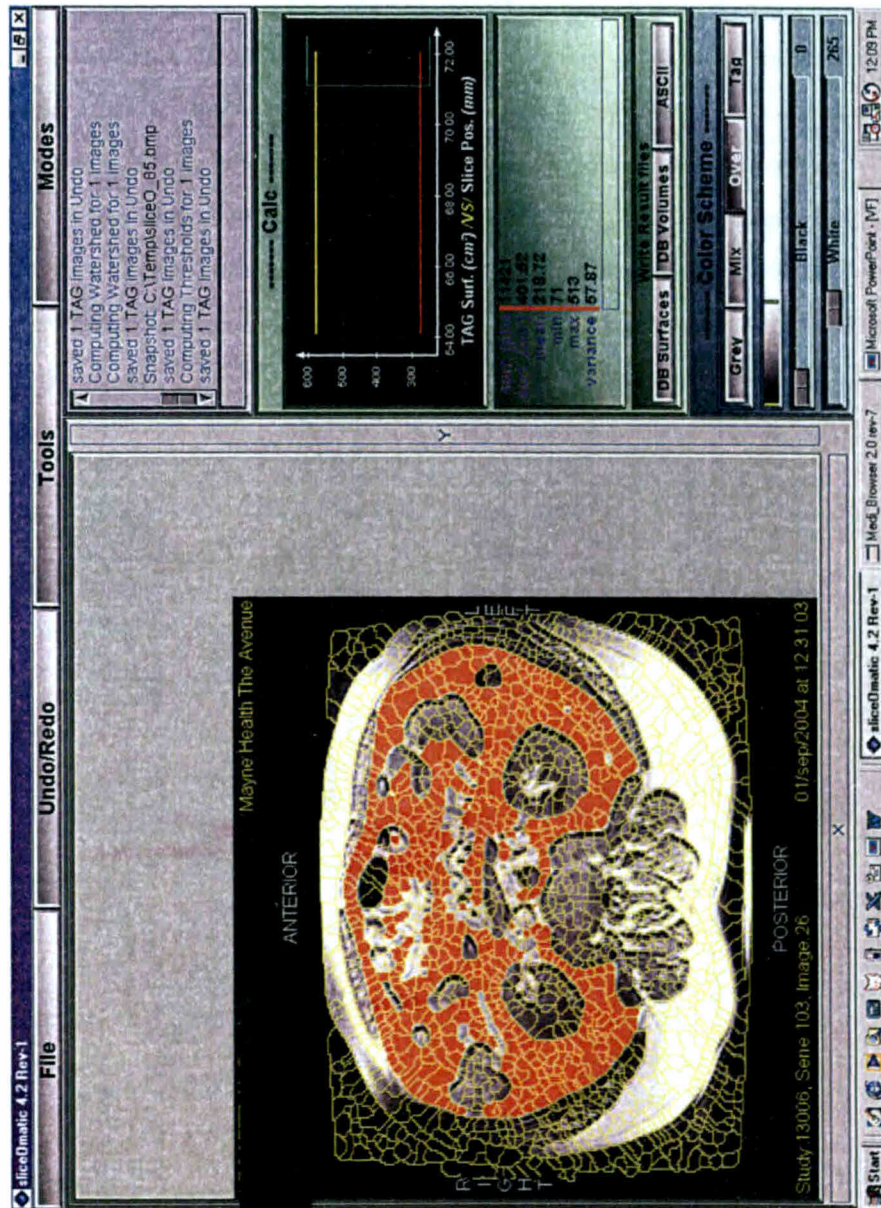 sliceOmatic 4.2 Rev-1
File Undo/Redo Tools Modes
saved 1 TAG images in Undo
Computing Watershed for 1 images
Computing Watershed for 1 images
saved 1 TAG images in Undo
Snapshot: C:\Temp\sliceO_85.bmp
saved 1 TAG images in Undo
Computing Thresholds for 1 images
saved 1 TAG images in Undo
Mayne Health The Avenue
ANTERIOR
RIGHT
LEFT
POSTERIOR
Study 13006, Serie 103, Image 26
01/sep/2004 at 12 31 03
X
Y
------- Calc -------
600
500
400
300
64.00 66.00 68.00 70.00 72.00
TAG Surf. (cm²) /VS/ Slice Pos. (mm)
mean 218.72
min 71
max 513
variance 57.87
Write Result files
DB Surfaces DB Volumes ASCII
------- Color Scheme -------
Grey Mix Over Tag
Black 0
White 265
Start
sliceOmatic 4.2 Rev-1
Medi_Browser 2.0 rev-7
Microsoft PowerPoint - [VF]
12:09 PM